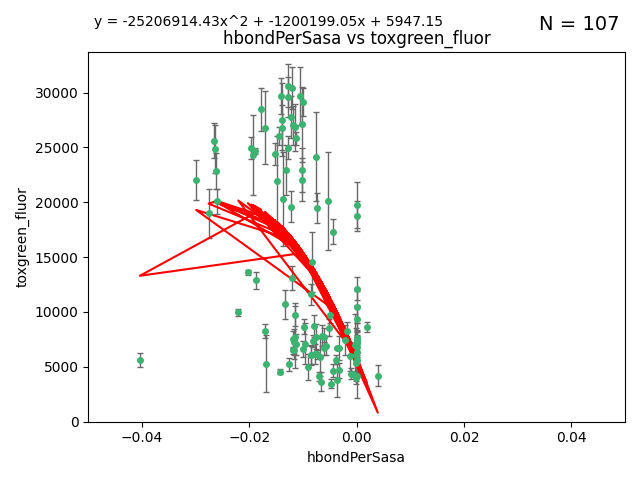 y = -25206914.43x^2 + -1200199.05x + 5947.15
N = 107
hbondPerSasa vs toxgreen_fluor
30000
25000
20000
15000
10000
5000
0
toxgreen_fluor
−0.04
−0.02
0.00
0.02
0.04
hbondPerSasa